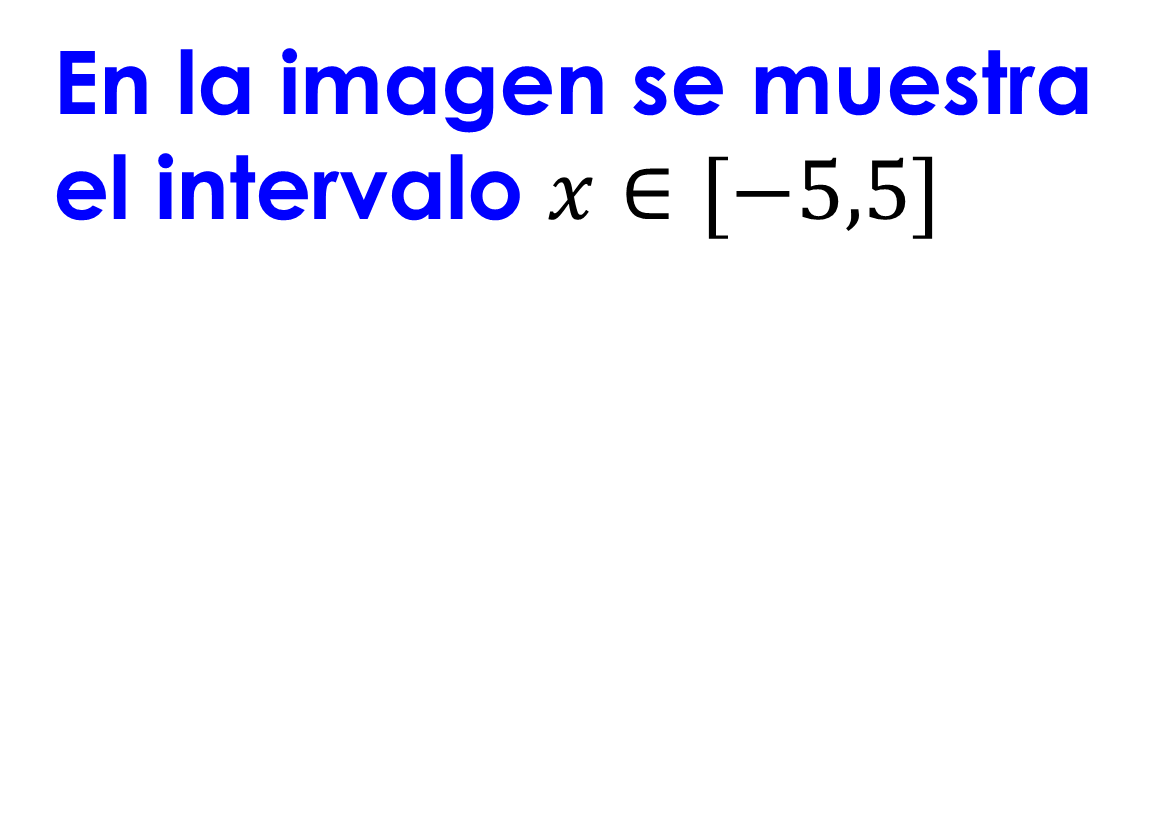 En la imagen se muestra
el intervalo 𝑥 ∈ [−5,5]